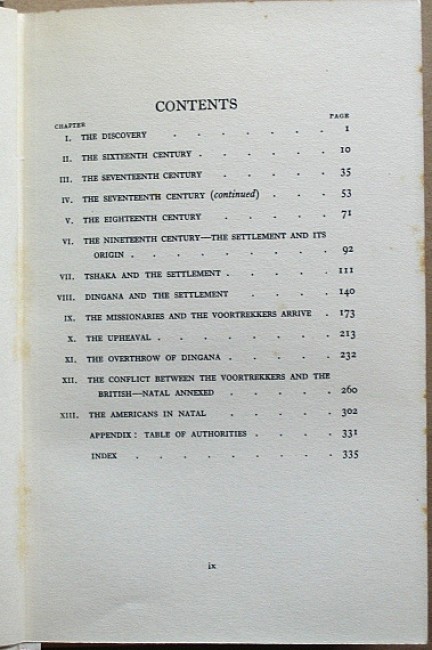 CONTENTS
CHAPTER PAGE
I. THE DISCOVERY . . . . . . . 1
II. THE SIXTEENTH CENTURY . . . . . . 10
III. THE SEVENTEENTH CENTURY . . . . . 35
IV. THE SEVENTEENTH CENTURY (continued) . . . 53
V. THE EIGHTEENTH CENTURY . . . . . 71
VI. THE NINETEENTH CENTURY—THE SETTLEMENT AND ITS
ORIGIN . . . . . . . . 92
VII. TSHAKA AND THE SETTLEMENT . . . . . 111
VIII. DINGANA AND THE SETTLEMENT . . . . 140
IX. THE MISSIONARIES AND THE VOORTREKKERS ARRIVE . 173
X. THE UPHEAVAL . . . . . . . 213
XI. THE OVERTHROW OF DINGANA . . . . . 232
XII. THE CONFLICT BETWEEN THE VOORTREKKERS AND THE
BRITISH—NATAL ANNEXED . . . . . 260
XIII. THE AMERICANS IN NATAL . . . . . 302
APPENDIX: TABLE OF AUTHORITIES . . . . 331
INDEX . . . . . . . . 335
ix